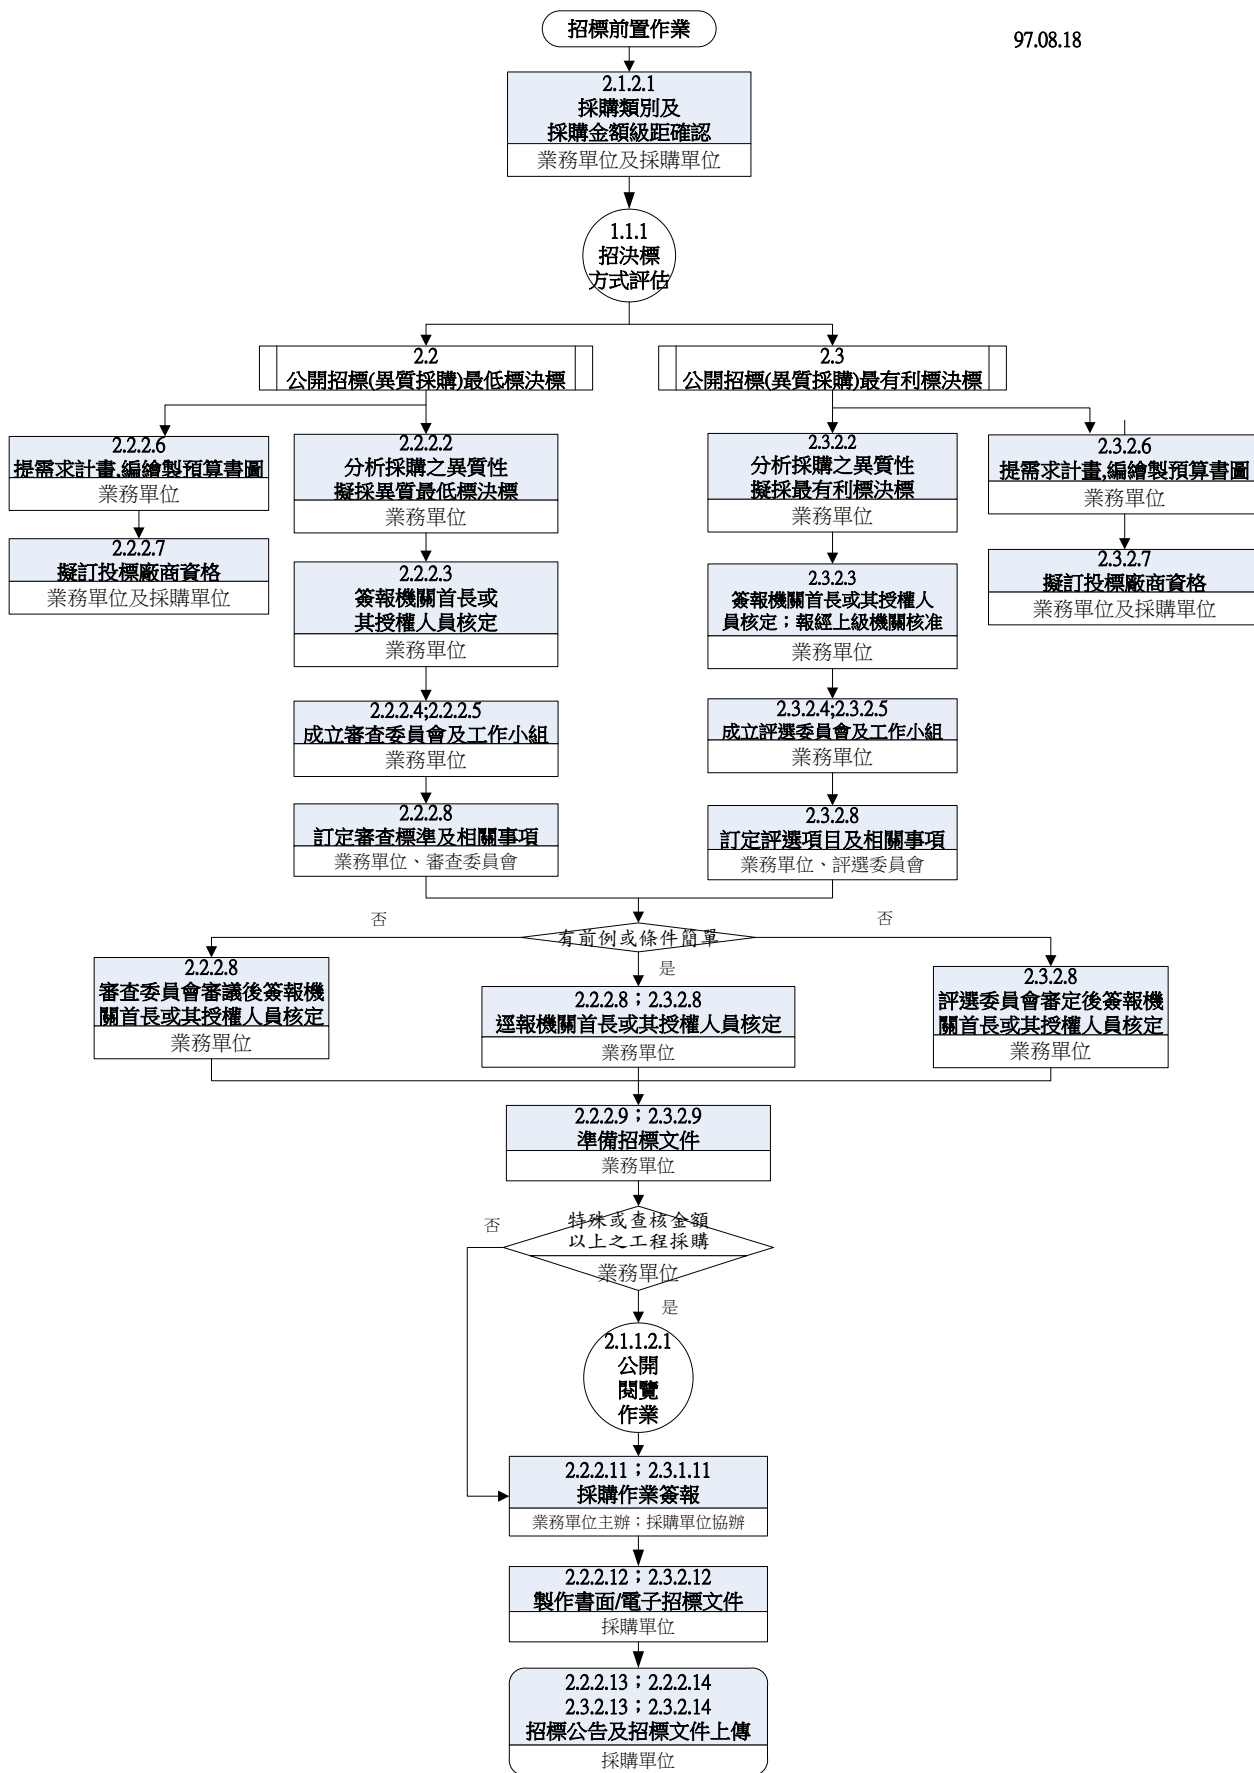 招標前置作業
97.08.18
2.1.2.1
採購類別及
採購金額級距確認
業務單位及採購單位
1.1.1
招決標
方式評估
2.2
公開招標(異質採購)最低標決標
2.3
公開招標(異質採購)最有利標決標
2.2.2.6
提需求計畫,編繪製預算書圖
業務單位
2.2.2.7
擬訂投標廠商資格
業務單位及採購單位
2.2.2.2
分析採購之異質性
擬採異質最低標決標
業務單位
2.2.2.3
簽報機關首長或
其授權人員核定
業務單位
2.2.2.4;2.2.2.5
成立審查委員會及工作小組
業務單位
2.2.2.8
訂定審查標準及相關事項
業務單位、審查委員會
2.3.2.2
分析採購之異質性
擬採最有利標決標
業務單位
2.3.2.3
簽報機關首長或其授權人
員核定；報經上級機關核准
業務單位
2.3.2.4;2.3.2.5
成立評選委員會及工作小組
業務單位
2.3.2.8
訂定評選項目及相關事項
業務單位、評選委員會
2.3.2.6
提需求計畫,編繪製預算書圖
業務單位
2.3.2.7
擬訂投標廠商資格
業務單位及採購單位
否
有前例或條件簡單
否
是
2.2.2.8
審查委員會審議後簽報機
關首長或其授權人員核定
業務單位
2.2.2.8；2.3.2.8
逕報機關首長或其授權人員核定
業務單位
2.3.2.8
評選委員會審定後簽報機
關首長或其授權人員核定
業務單位
2.2.2.9；2.3.2.9
準備招標文件
業務單位
否
特殊或查核金額
以上之工程採購
業務單位
是
2.1.1.2.1
公開
閱覽
作業
2.2.2.11；2.3.1.11
採購作業簽報
業務單位主辦；採購單位協辦
2.2.2.12；2.3.2.12
製作書面/電子招標文件
採購單位
2.2.2.13；2.2.2.14
2.3.2.13；2.3.2.14
招標公告及招標文件上傳
採購單位